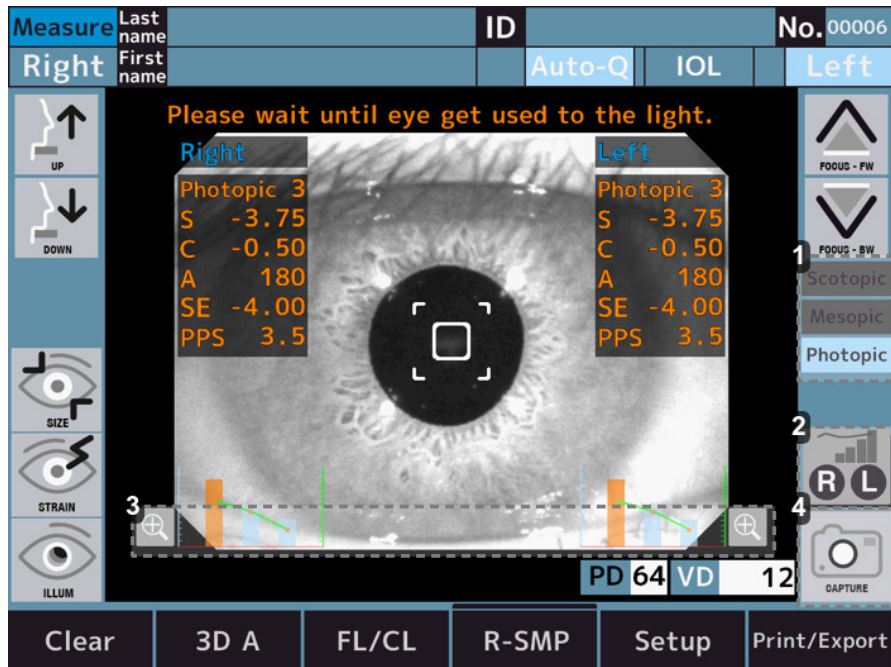 Measure Last name ID No. 00006
Right First name Auto-Q IOL Left
Please wait until eye get used to the light.
UP
DOWN
SIZE
STRAIN
ILLUM
Right
Photopic 3
S -3.75
C -0.50
A 180
SE -4.00
PPS 3.5
Left
Photopic 3
S -3.75
C -0.50
A 180
SE -4.00
PPS 3.5
FOCUS - FW
FOCUS - BW
1
Scotopic
Mesopic
Photopic
2
R L
3
4
CAPTURE
PD 64 VD 12
Clear 3D A FL/CL R-SMP Setup Print/Export